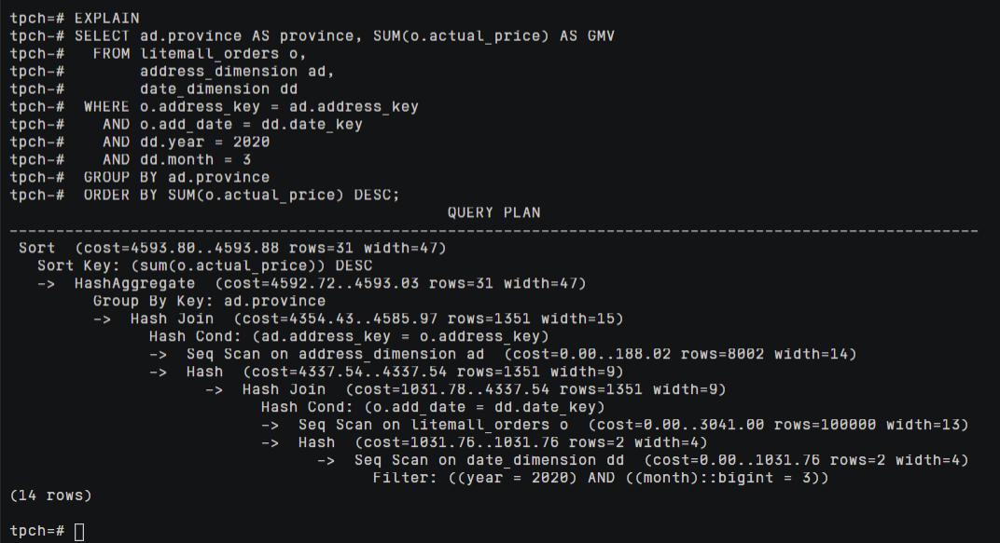 tpch=# EXPLAIN
tpch-# SELECT ad.province AS province, SUM(o.actual_price) AS GMV
tpch-#   FROM litemall_orders o,
tpch-#        address_dimension ad,
tpch-#        date_dimension dd
tpch-#  WHERE o.address_key = ad.address_key
tpch-#    AND o.add_date = dd.date_key
tpch-#    AND dd.year = 2020
tpch-#    AND dd.month = 3
tpch-#  GROUP BY ad.province
tpch-#  ORDER BY SUM(o.actual_price) DESC;
                                               QUERY PLAN
--------------------------------------------------------------------------------------------------------
 Sort  (cost=4593.80..4593.88 rows=31 width=47)
   Sort Key: (sum(o.actual_price)) DESC
   ->  HashAggregate  (cost=4592.72..4593.03 rows=31 width=47)
         Group By Key: ad.province
         ->  Hash Join  (cost=4354.43..4585.97 rows=1351 width=15)
               Hash Cond: (ad.address_key = o.address_key)
               ->  Seq Scan on address_dimension ad  (cost=0.00..188.02 rows=8002 width=14)
               ->  Hash  (cost=4337.54..4337.54 rows=1351 width=9)
                     ->  Hash Join  (cost=1031.78..4337.54 rows=1351 width=9)
                           Hash Cond: (o.add_date = dd.date_key)
                           ->  Seq Scan on litemall_orders o  (cost=0.00..3041.00 rows=100000 width=13)
                           ->  Hash  (cost=1031.76..1031.76 rows=2 width=4)
                                 ->  Seq Scan on date_dimension dd  (cost=0.00..1031.76 rows=2 width=4)
                                       Filter: ((year = 2020) AND ((month)::bigint = 3))
(14 rows)
tpch=#